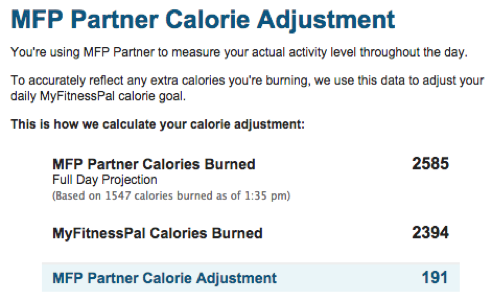 MFP Partner Calorie Adjustment
You're using MFP Partner to measure your actual activity level throughout the day.
To accurately reflect any extra calories you're burning, we use this data to adjust your
daily MyFitnessPal calorie goal.
This is how we calculate your calorie adjustment:
MFP Partner Calories Burned 2585
Full Day Projection
(Based on 1547 calories burned as of 1:35 pm)
MyFitnessPal Calories Burned 2394
MFP Partner Calorie Adjustment 191